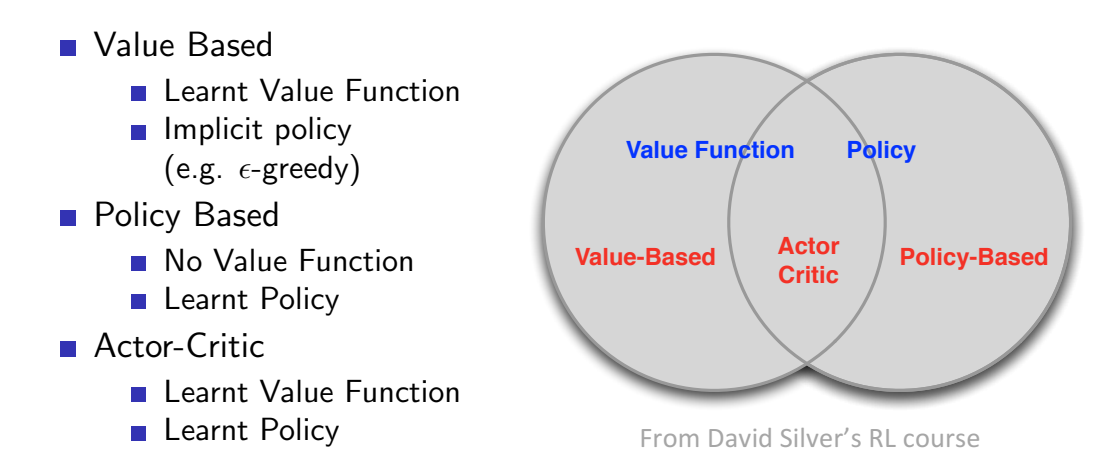 Value Based
Learnt Value Function
Implicit policy
(e.g. ϵ-greedy)
Policy Based
No Value Function
Learnt Policy
Actor-Critic
Learnt Value Function
Learnt Policy
Value Function
Policy
Value-Based
Actor
Critic
Policy-Based
From David Silver's RL course